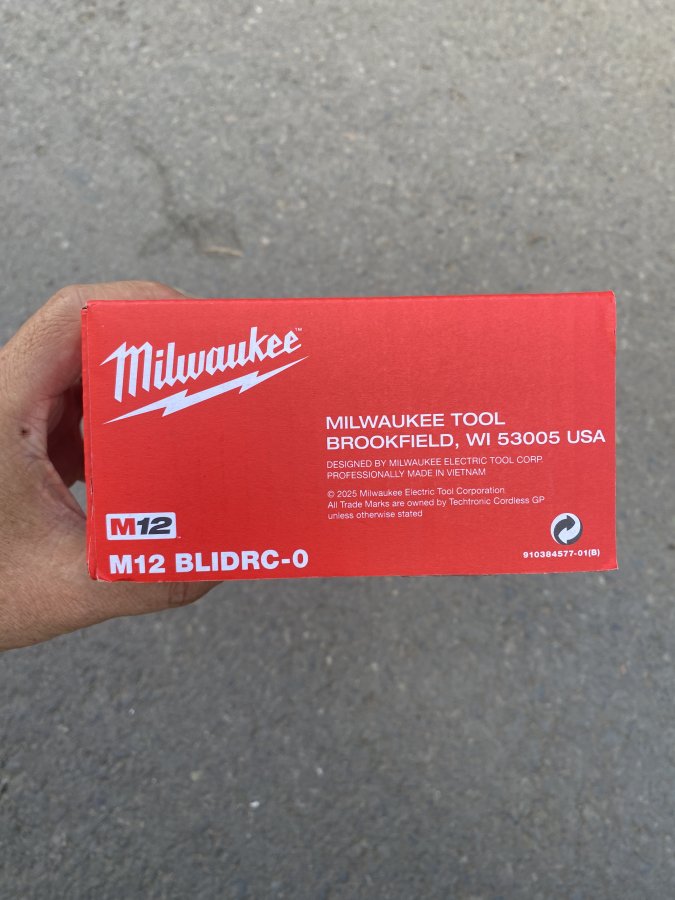 Milwaukee™
MILWAUKEE TOOL
BROOKFIELD, WI 53005 USA
DESIGNED BY MILWAUKEE ELECTRIC TOOL CORP.
PROFESSIONALLY MADE IN VIETNAM
© 2025 Milwaukee Electric Tool Corporation.
All Trade Marks are owned by Techtronic Cordless GP
unless otherwise stated
M12
M12 BLIDRC-0
910384577-01(B)